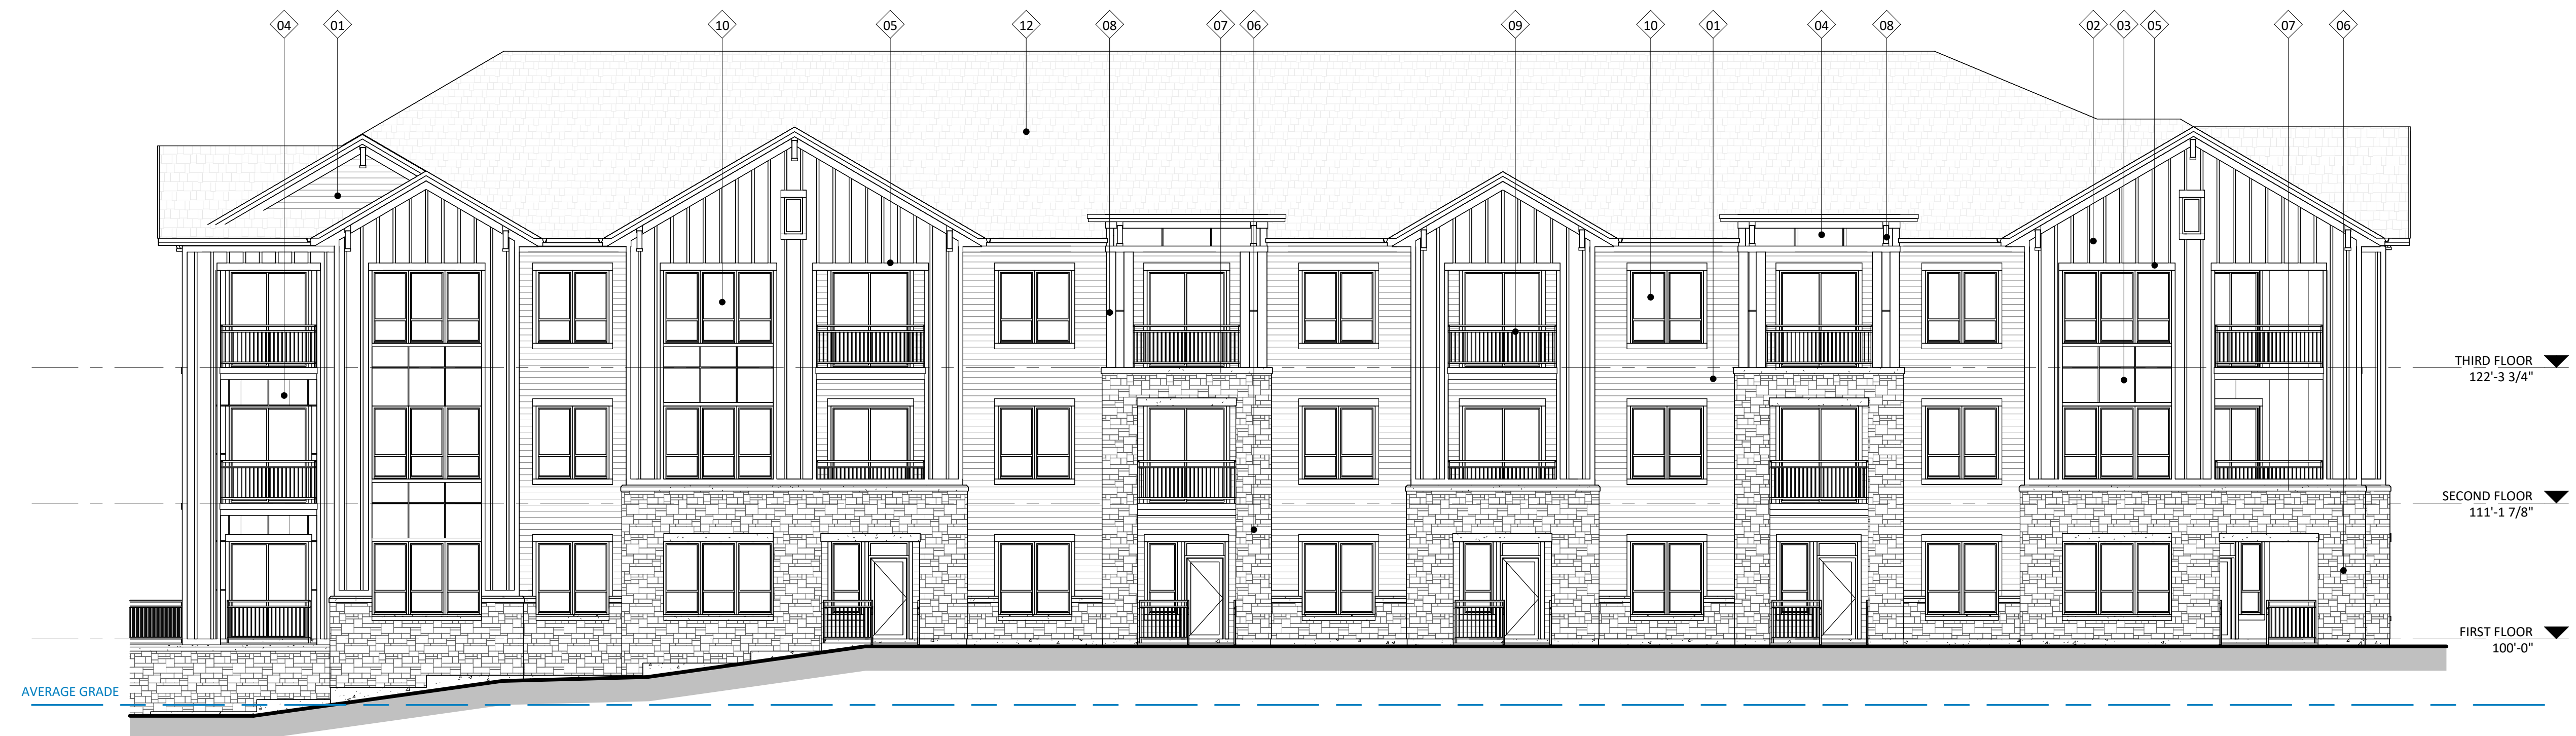 04 01 10 05 12 08 07 06 09 10 01 04 08 02 03 05 07 06
THIRD FLOOR
122'-3 3/4"
SECOND FLOOR
111'-1 7/8"
FIRST FLOOR
100'-0"
AVERAGE GRADE